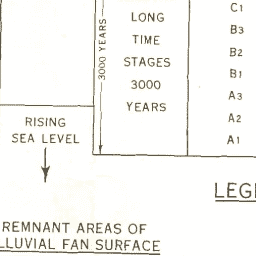 3000 YEARS
LONG
TIME
STAGES
3000
YEARS
C1
B3
B2
B1
A3
A2
A1
RISING
SEA LEVEL
REMNANT AREAS OF
LLUVIAL FAN SURFACE